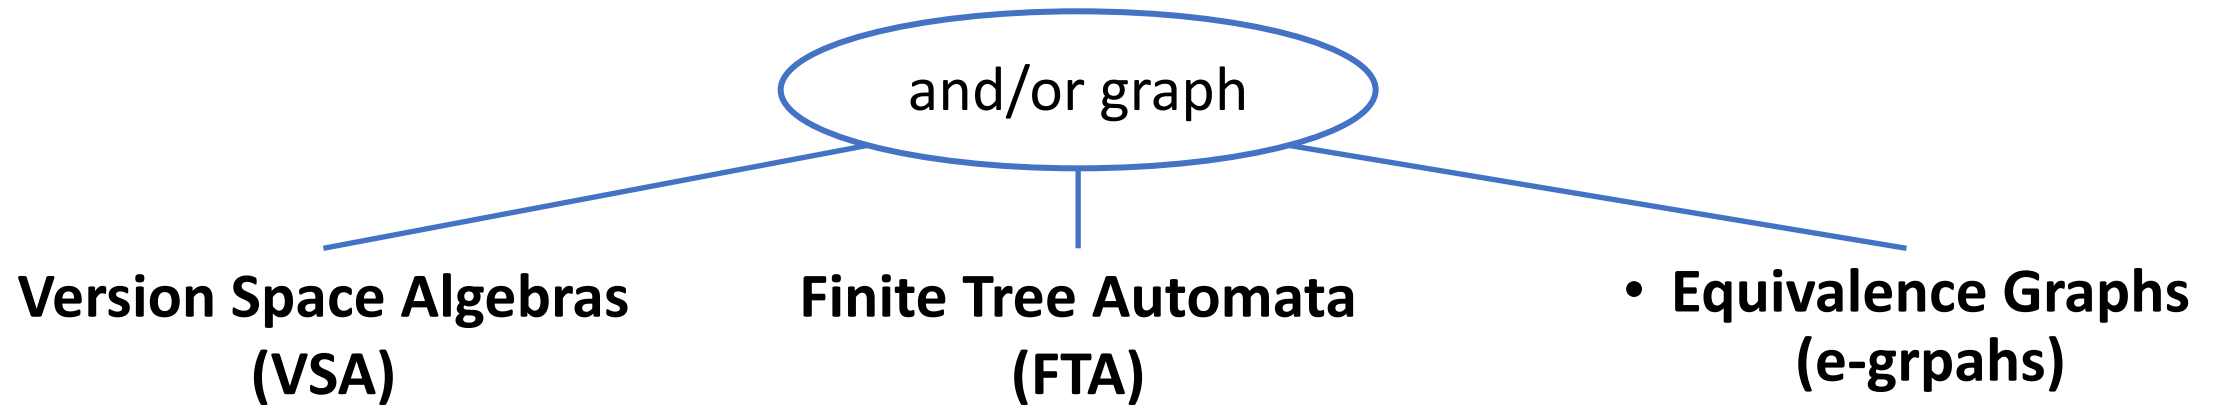 and/or graph
Version Space Algebras
(VSA)
Finite Tree Automata
(FTA)
• Equivalence Graphs
(e-grpahs)